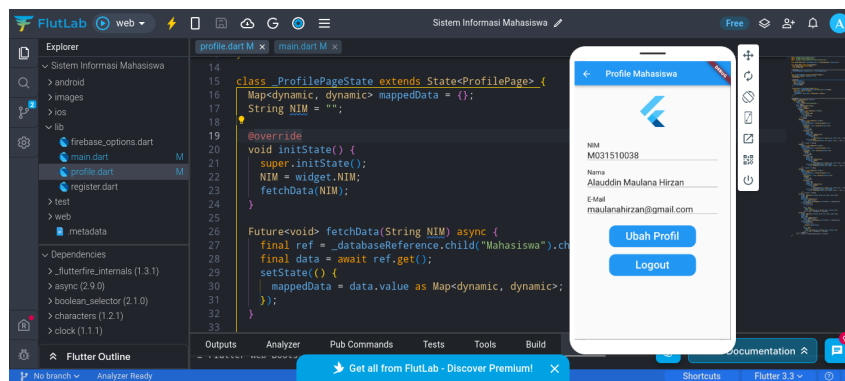 FlutLab
web
Sistem Informasi Mahasiswa
Free
A
Explorer
Sistem Informasi Mahasiswa
android
images
ios
lib
firebase_options.dart
main.dart M
profile.dart M
register.dart
test
web
.metadata
Dependencies
_flutterfire_internals (1.3.1)
async (2.9.0)
boolean_selector (2.1.0)
characters (1.2.1)
clock (1.1.1)
Flutter Outline
2
R
profile.dart M x
main.dart M x
14
15 class _ProfilePageState extends State<ProfilePage> {
16 Map<dynamic, dynamic> mappedData = {};
17 String NIM = "";
18
19 @override
20 void initState() {
21 super.initState();
22 NIM = widget.NIM;
23 fetchData(NIM);
24 }
25
26 Future<void> fetchData(String NIM) async {
27 final ref = _databaseReference.child("Mahasiswa").ch
28 final data = await ref.get();
29 setState(() {
30 mappedData = data.value as Map<dynamic, dynamic>;
31 });
32 }
33
Profile Mahasiswa
DEBUG
NIM
M031510038
Nama
Alauddin Maulana Hirzan
E-Mail
maulanahirzan@gmail.com
Ubah Profil
Logout
Outputs Analyzer Pub Commands Tests Tools Build
Get all from FlutLab - Discover Premium!
Documentation
No branch
Analyzer Ready
Shortcuts
Flutter 3.3